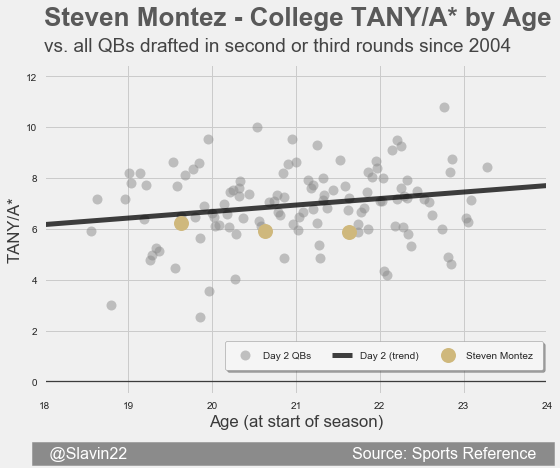 Steven Montez - College TANY/A* by Age
vs. all QBs drafted in second or third rounds since 2004
12
10
8
6
4
2
0
TANY/A*
Day 2 QBs
Day 2 (trend)
Steven Montez
18
19
20
21
22
23
24
Age (at start of season)
@Slavin22
Source: Sports Reference